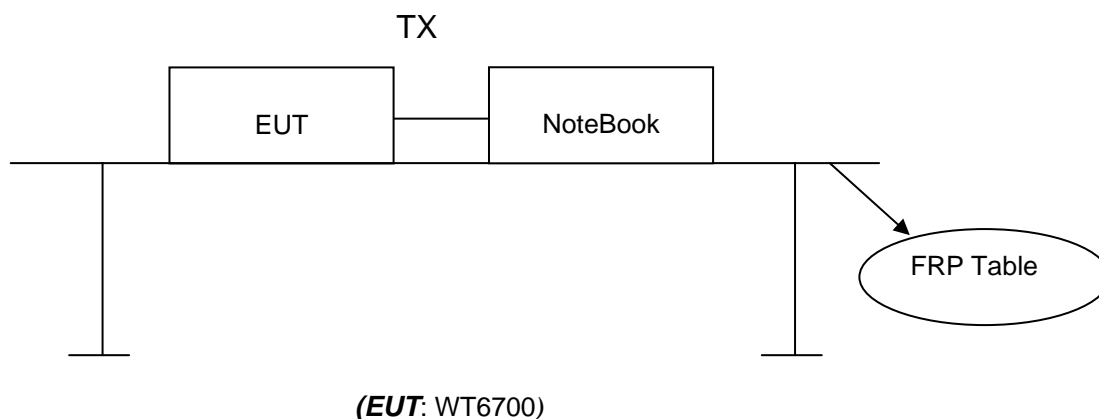 TX
EUT
NoteBook
FRP Table
(EUT: WT6700)